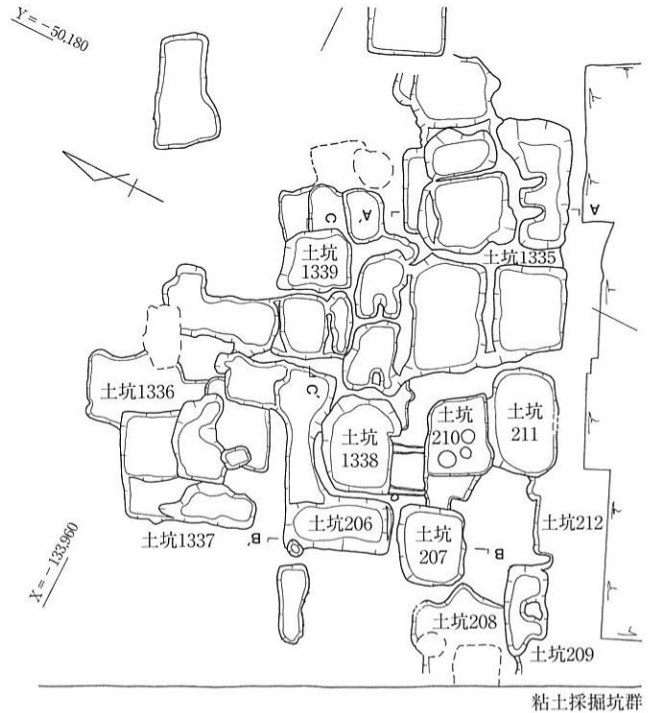 Y=-50,180
A
土坑1335
A'
C
土坑
1339
土坑1336
C'
土坑
1338
土坑
210
土坑
211
土坑206
土坑1337
B'
土坑
207
B
土坑212
X=-133,960
土坑208
土坑209
粘土採掘坑群